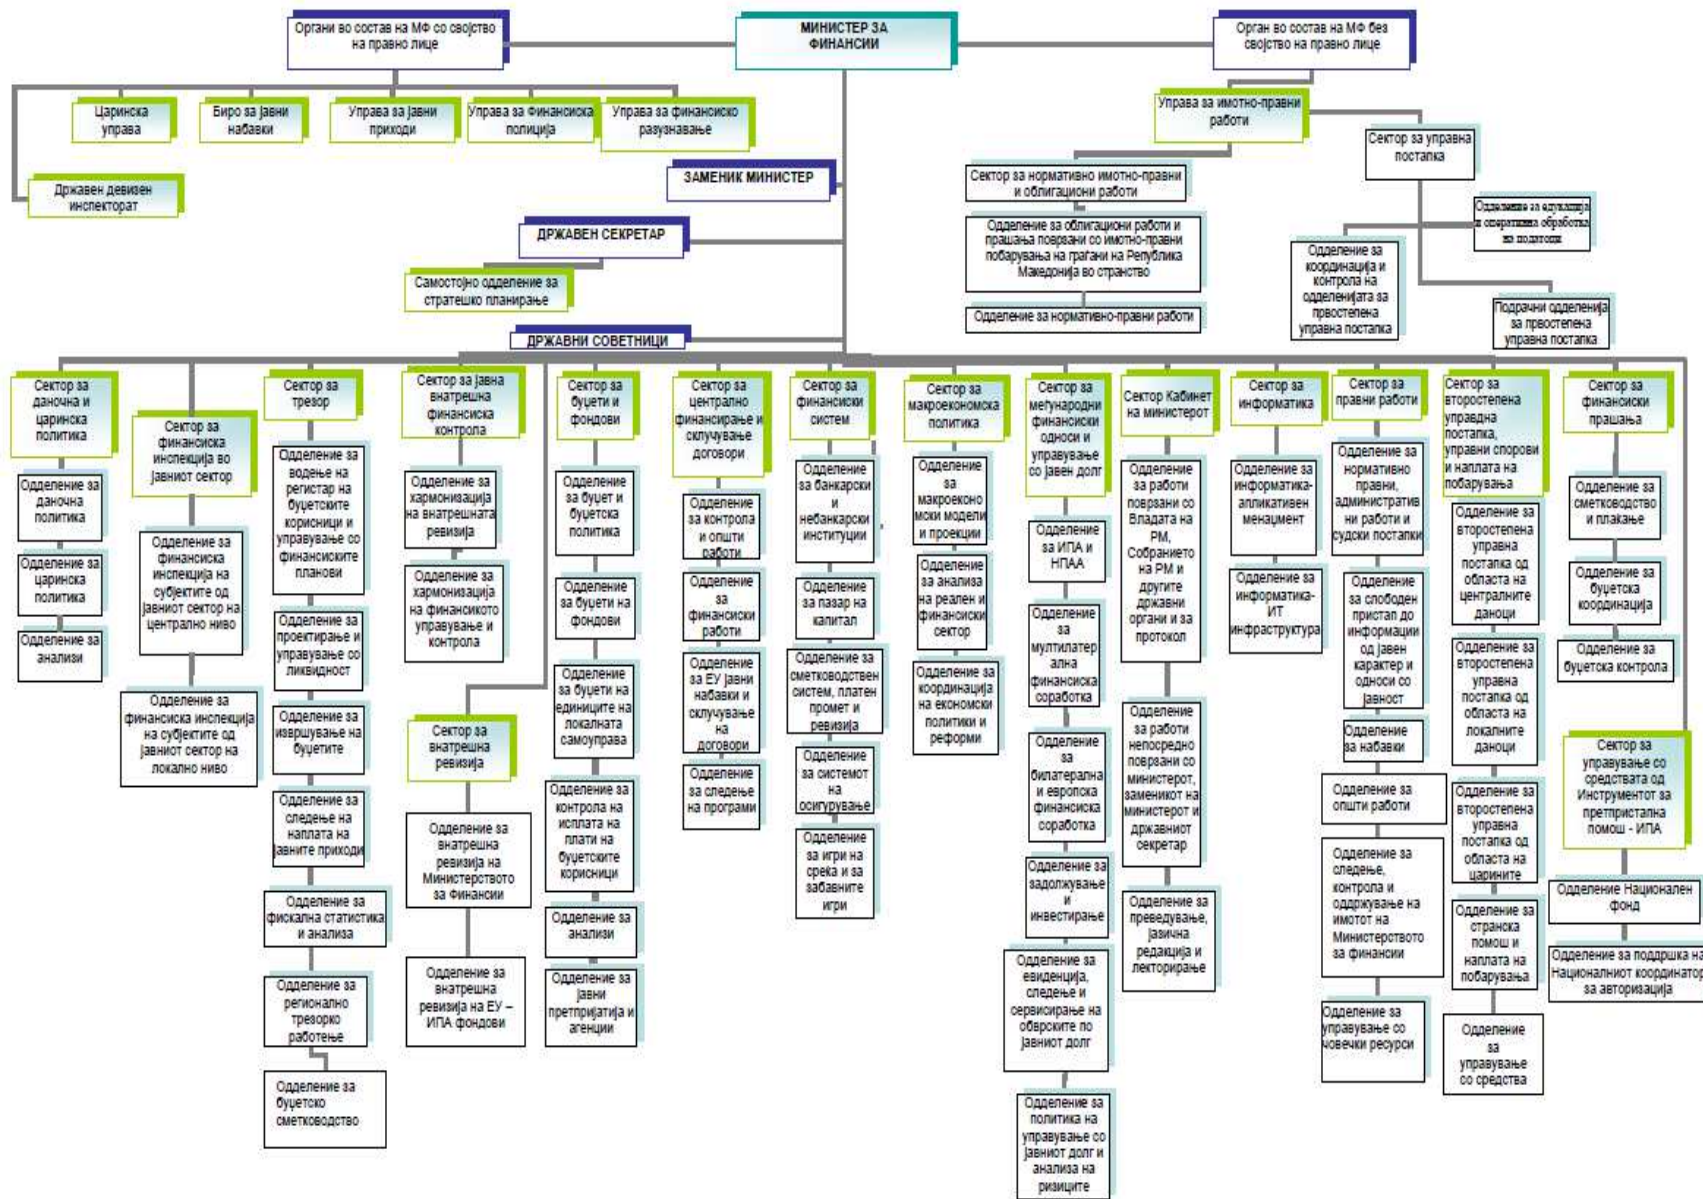 Органи во состав на МФ со својство
на правно лице
МИНИСТЕР ЗА
ФИНАНСИИ
Орган во состав на МФ без
својство на правно лице
Царинска
управа
Биро за јавни
набавки
Управа за јавни
приходи
Управа за Финансиска
полиција
Управа за финансиско
разузнавање
Управа за имотно-правни
работи
Државен девизен
инспекторат
ЗАМЕНИК МИНИСТЕР
ДРЖАВЕН СЕКРЕТАР
Самостојно одделение за
стратешко планирање
ДРЖАВНИ СОВЕТНИЦИ
Сектор за нормативно имотно-правни
и облигациони работи
Одделение за облигациони работи и
прашања поврзани со имотно-правни
побарувања на граѓани на Република
Македонија во странство
Одделение за нормативно-правни работи
Сектор за управна
постапка
Одделение за едукација
и оперативна обработка
на податоци
Одделение за
координација и
контрола на
одделенијата за
првостепена
управна постапка
Подрачни одделенија
за првостепена
управна постапка
Сектор за
даночна и
царинска
политика
Одделение за
даночна
политика
Одделение за
царинска
политика
Одделение за
анализи
Сектор за
финансиска
инспекција во
јавниот сектор
Одделение за
финансиска
инспекција на
субјектите од
јавниот сектор на
централно ниво
Одделение за
финансиска инспекција
на субјектите од
јавниот сектор на
локално ниво
Сектор за
трезор
Одделение за
водење на
регистар на
буџетските
корисници и
управување со
финансиските
планови
Одделение за
проектирање и
управување со
ликвидност
Одделение за
извршување на
буџетите
Одделение за
следење на
наплата на
јавните приходи
Одделение за
фискална статистика
и анализа
Одделение за
регионално
трезорко
работење
Одделение за
буџетско
сметководство
Сектор за јавна
внатрешна
финансиска
контрола
Одделение за
хармонизација
на внатрешната
ревизија
Одделение за
хармонизација
на финансиското
управување и
контрола
Сектор за
внатрешна
ревизија
Одделение за
внатрешна
ревизија на
Министерството
за Финансии
Одделение за
внатрешна
ревизија на ЕУ –
ИПА фондови
Сектор за
буџети и
фондови
Одделение
за буџет и
буџетска
политика
Одделение
за буџети на
фондови
Одделение
за буџети на
единиците на
локалната
самоуправа
Одделение за
контрола на
исплата на
плати на
буџетските
корисници
Одделение за
анализи
Одделение за
јавни
претпријатија и
агенции
Сектор за
централно
финансирање и
склучување
договори
Одделение
за контрола
и општи
работи
Одделение
за
финансиски
работи
Одделение
за ЕУ јавни
набавки и
склучување
на
договори
Одделение
за следење
на програми
Сектор за
финансиски
систем
Одделение
за банкарски
и
небанкарски
институции
Одделение
за пазар на
капитал
Одделение за
сметководствен
систем, платен
промет и
ревизија
Одделение
за системот
на
осигурување
Одделение
за игри на
среќа и за
забавните
игри
Сектор за
макроекономска
политика
Одделение
за
макроеконо
мски модели
и проекции
Одделение
за анализа на
реален и
финансиски
сектор
Одделение за
координација
на економски
политики и
реформи
Сектор за
меѓународни
финансиски
односи и
управување
со јавен долг
Одделение
за ИПА и
НПАА
Одделение
за
мултилатер
ална
финансиска
соработка
Одделение
за
билатерална
и европска
финансиска
соработка
Одделение
за
задолжување
и
инвестирање
Одделение за
евиденција,
следење и
сервисирање на
обврските по
јавниот долг
Одделение за
политика на
управување со
јавниот долг и
анализа на
ризиците
Сектор Кабинет
на министерот
Одделение
за работи
поврзани со
Владата на
РМ,
Собранието
на РМ и
другите
државни
органи и за
протокол
Одделение
за работи
непосредно
поврзани со
министерот,
заменикот на
министерот и
државниот
секретар
Одделение за
преведување,
јазична
редакција и
лекторирање
Сектор за
информатика
Одделение за
информатика-
апликативен
менаџмент
Одделение за
информатика-
ИТ
инфраструктура
Сектор за
правни работи
Одделение за
нормативно
правни,
административ
ни работи и
судски постапки
Одделение
за слободен
пристап до
информации
од јавен
карактер и
односи со
јавност
Одделение
за набавки
Одделение за
општи работи
Одделение за
следење,
контрола и
оддржување на
имотот на
Министерството
за финансии
Одделение за
управување со
човечки ресурси
Сектор за
второстепена
управдна
постапка,
управни спорови
и наплата на
побарувања
Одделение за
второстепена
управна
постапка од
областа на
централните
даноци
Одделение за
второстепена
управна
постапка од
областа на
локалните
даноци
Одделение за
второстепена
управна
постапка од
областа на
царините
Одделение за
странска
помош и
наплата на
побарувања
Одделение
за
управување
со средства
Сектор за
финансиски
прашања
Одделение за
сметководство
и плаќање
Одделение за
буџетска
координација
Одделение за
буџетска контрола
Сектор за
управување со
средствата од
Инструментот за
претпристапна
помош - ИПА
Одделение Национален
фонд
Одделение за поддршка на
Националниот координатор
за авторизација